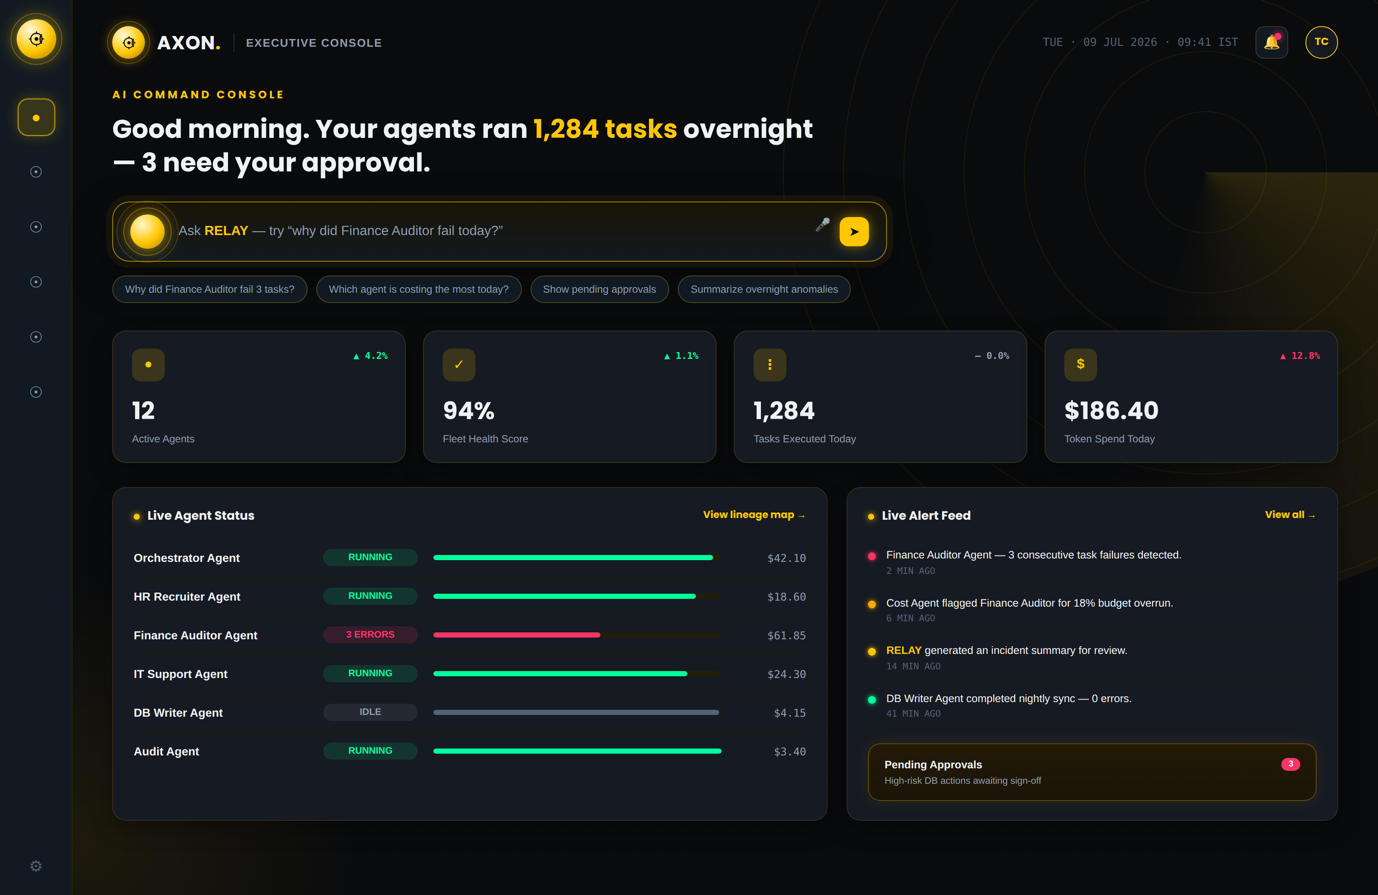 AXON.
EXECUTIVE CONSOLE
TUE · 09 JUL 2026 · 09:41 IST
TC
AI COMMAND CONSOLE
Good morning. Your agents ran 1,284 tasks overnight
— 3 need your approval.
Ask RELAY — try “why did Finance Auditor fail today?”
Why did Finance Auditor fail 3 tasks?
Which agent is costing the most today?
Show pending approvals
Summarize overnight anomalies
▲ 4.2%
12
Active Agents
✓
▲ 1.1%
94%
Fleet Health Score
— 0.0%
1,284
Tasks Executed Today
$
▲ 12.8%
$186.40
Token Spend Today
Live Agent Status
View lineage map →
Orchestrator Agent RUNNING $42.10
HR Recruiter Agent RUNNING $18.60
Finance Auditor Agent 3 ERRORS $61.85
IT Support Agent RUNNING $24.30
DB Writer Agent IDLE $4.15
Audit Agent RUNNING $3.40
Live Alert Feed
View all →
Finance Auditor Agent — 3 consecutive task failures detected.
2 MIN AGO
Cost Agent flagged Finance Auditor for 18% budget overrun.
6 MIN AGO
RELAY generated an incident summary for review.
14 MIN AGO
DB Writer Agent completed nightly sync — 0 errors.
41 MIN AGO
Pending Approvals
3
High-risk DB actions awaiting sign-off